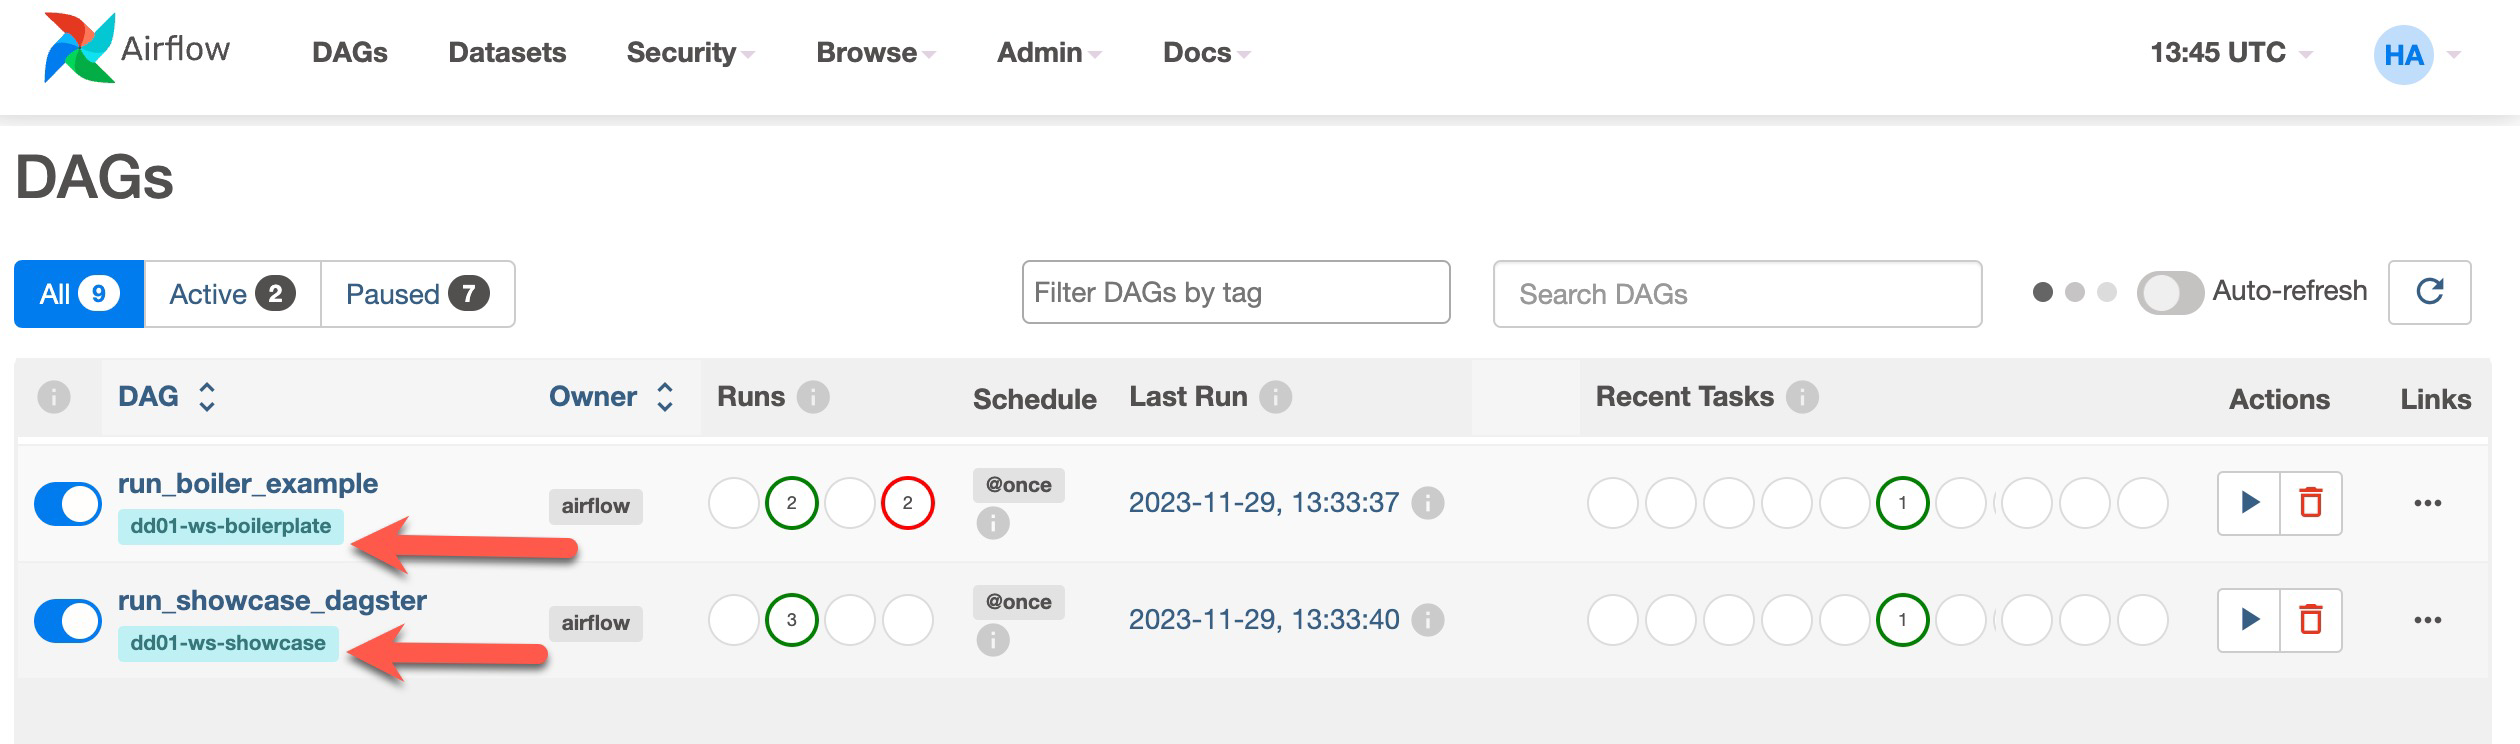 Airflow DAGs Datasets Security Browse Admin Docs 13:45 UTC HA
DAGs
All 9 Active 2 Paused 7 Filter DAGs by tag Search DAGs Auto-refresh
i DAG Owner Runs i Schedule Last Run i Recent Tasks i Actions Links
run_boiler_example
dd01-ws-boilerplate
airflow
2 2
@once
i
2023-11-29, 13:33:37 i
1
run_showcase_dagster
dd01-ws-showcase
airflow
3
@once
i
2023-11-29, 13:33:40 i
1